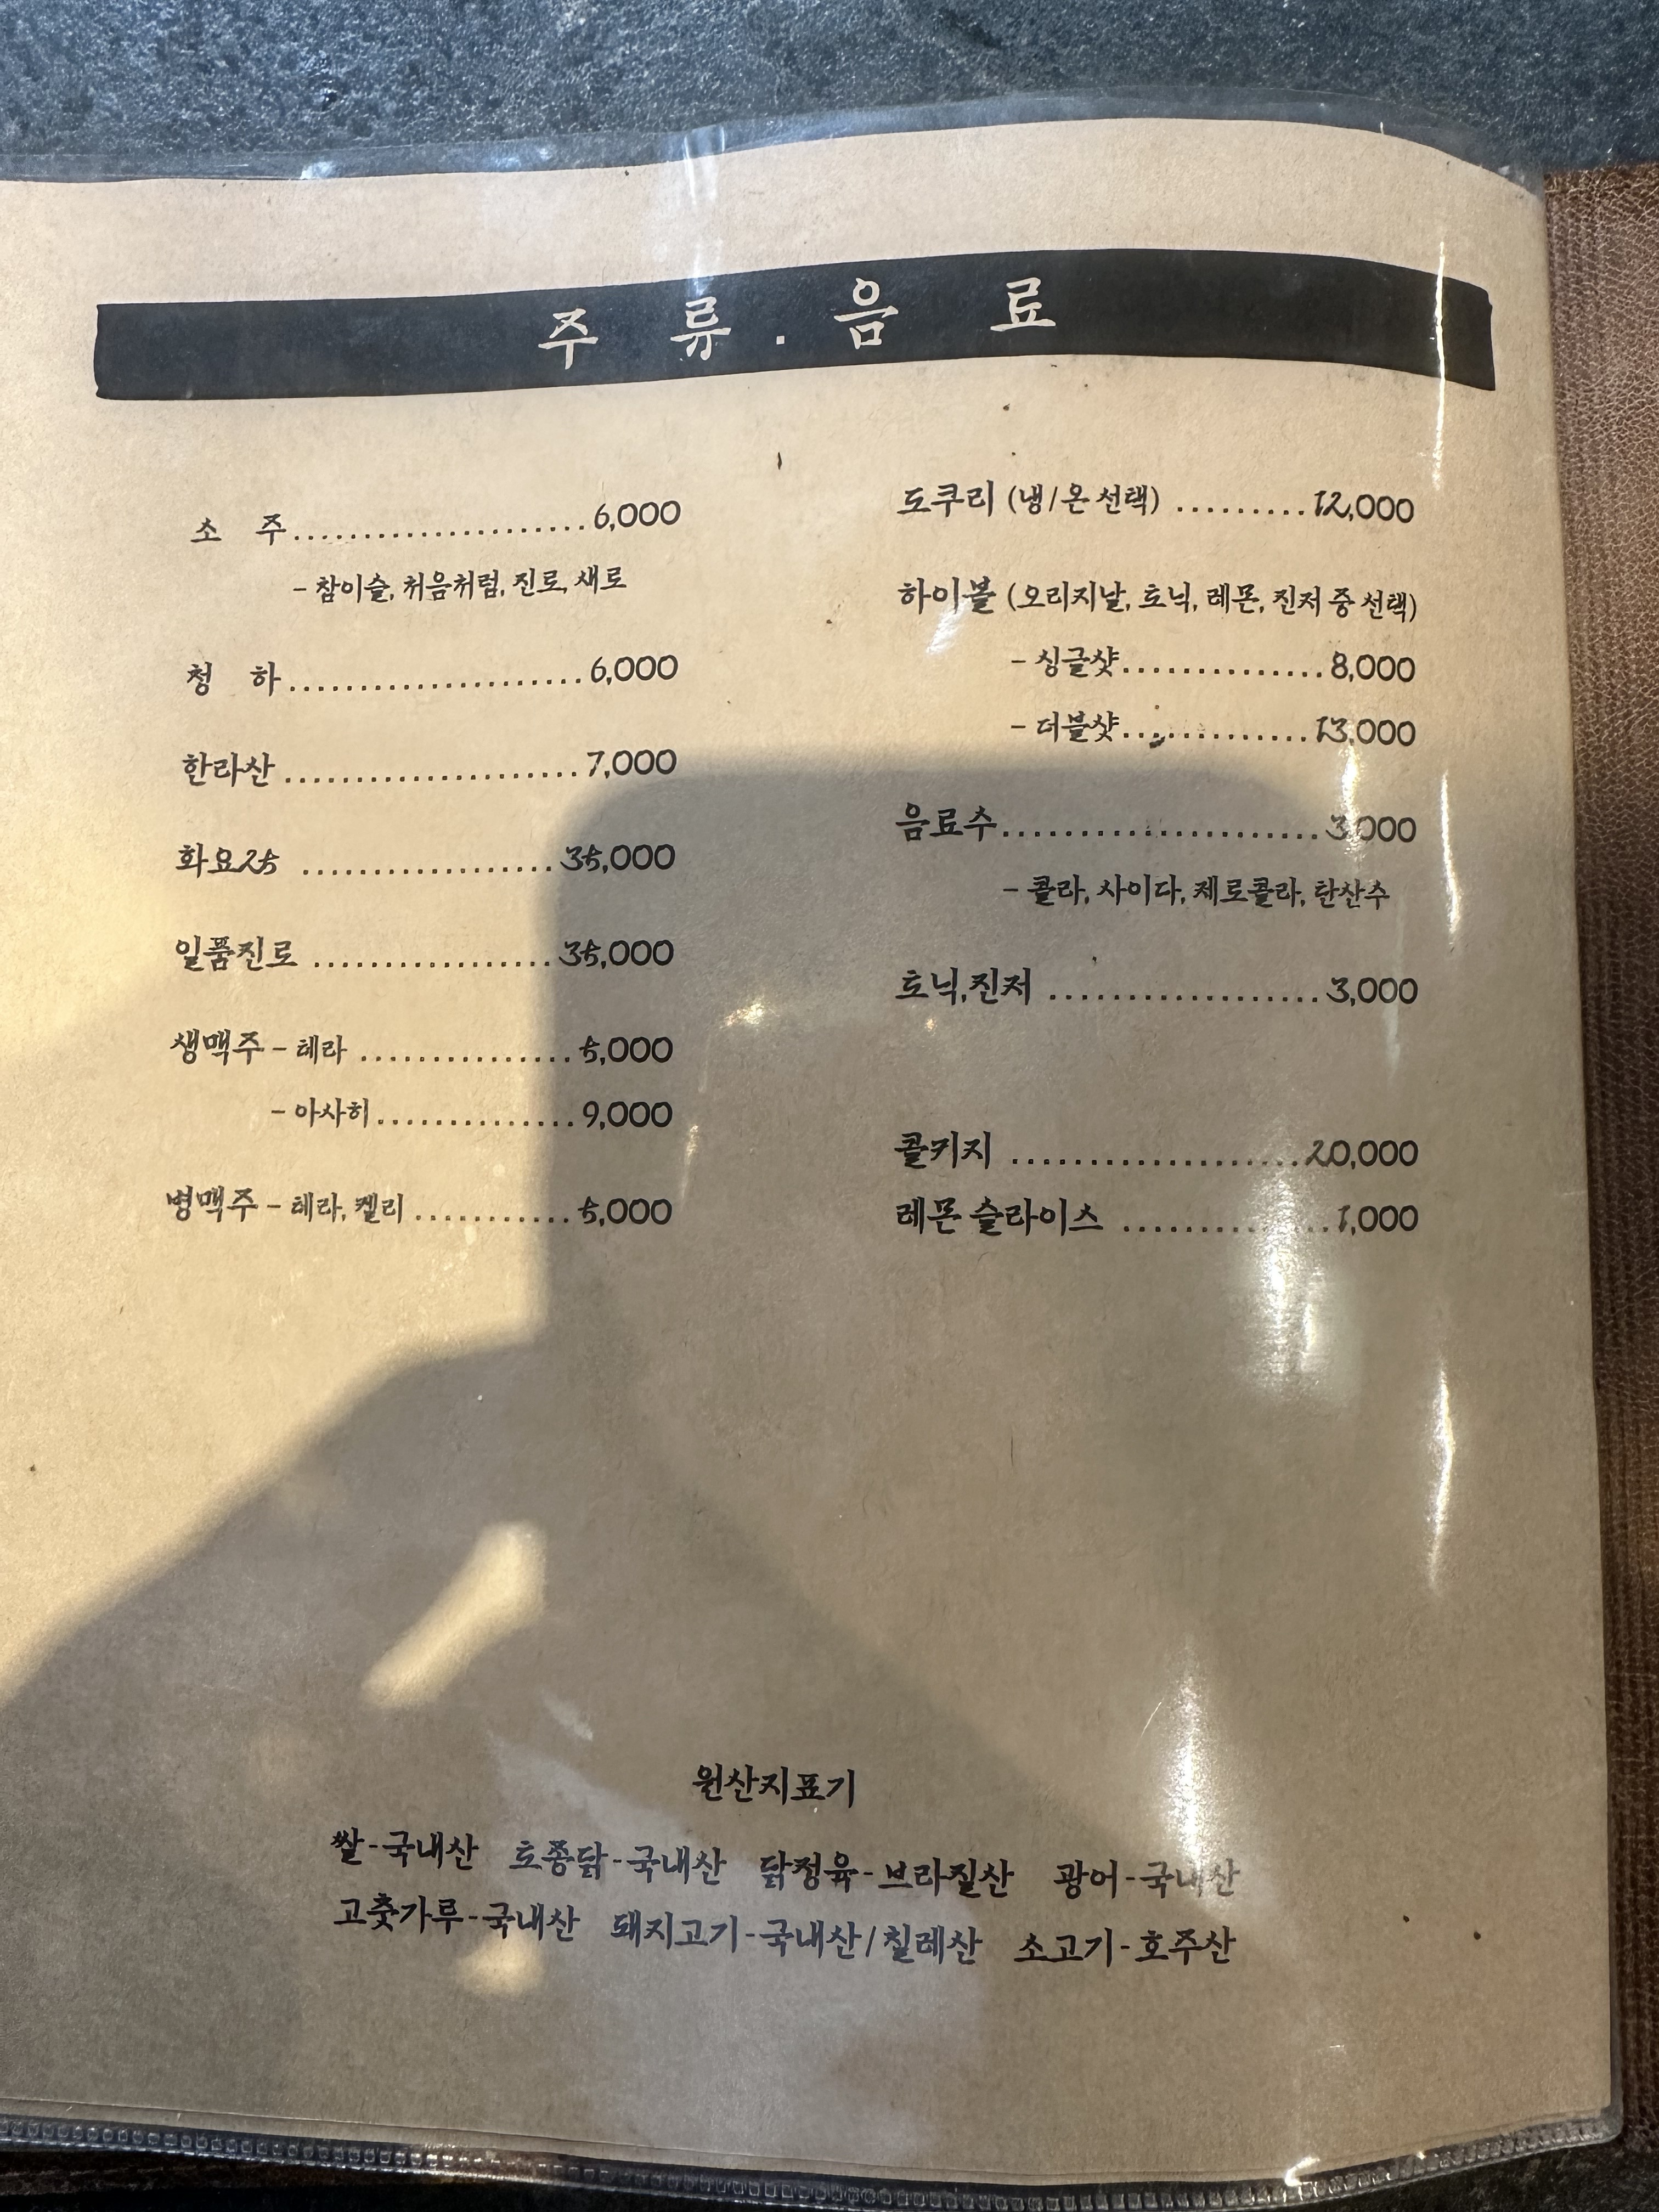 주 류 . 음 료
소 주....................6,000
- 참이슬, 처음처럼, 진로, 새로
청 하.....................6,000
한라산.....................7,000
화요25 ..................35,000
일품진로 .................35,000
생맥주 - 테라 ................5,000
- 아사히..............9,000
병맥주 - 테라, 켈리 ...........5,000
도쿠리 (냉/온 선택) .........12,000
하이볼 (오리지날, 토닉, 레몬, 진저 중 선택)
- 싱글샷..............8,000
- 더블샷.............13,000
음료수......................3,000
- 콜라, 사이다, 제로콜라, 탄산수
토닉,진저 ...................3,000
콜키지 ....................20,000
레몬 슬라이스 ..............1,000
원산지표기
쌀-국내산 토종닭-국내산 닭정육-브라질산 광어-국내산
고춧가루-국내산 돼지고기-국내산/칠레산 소고기-호주산